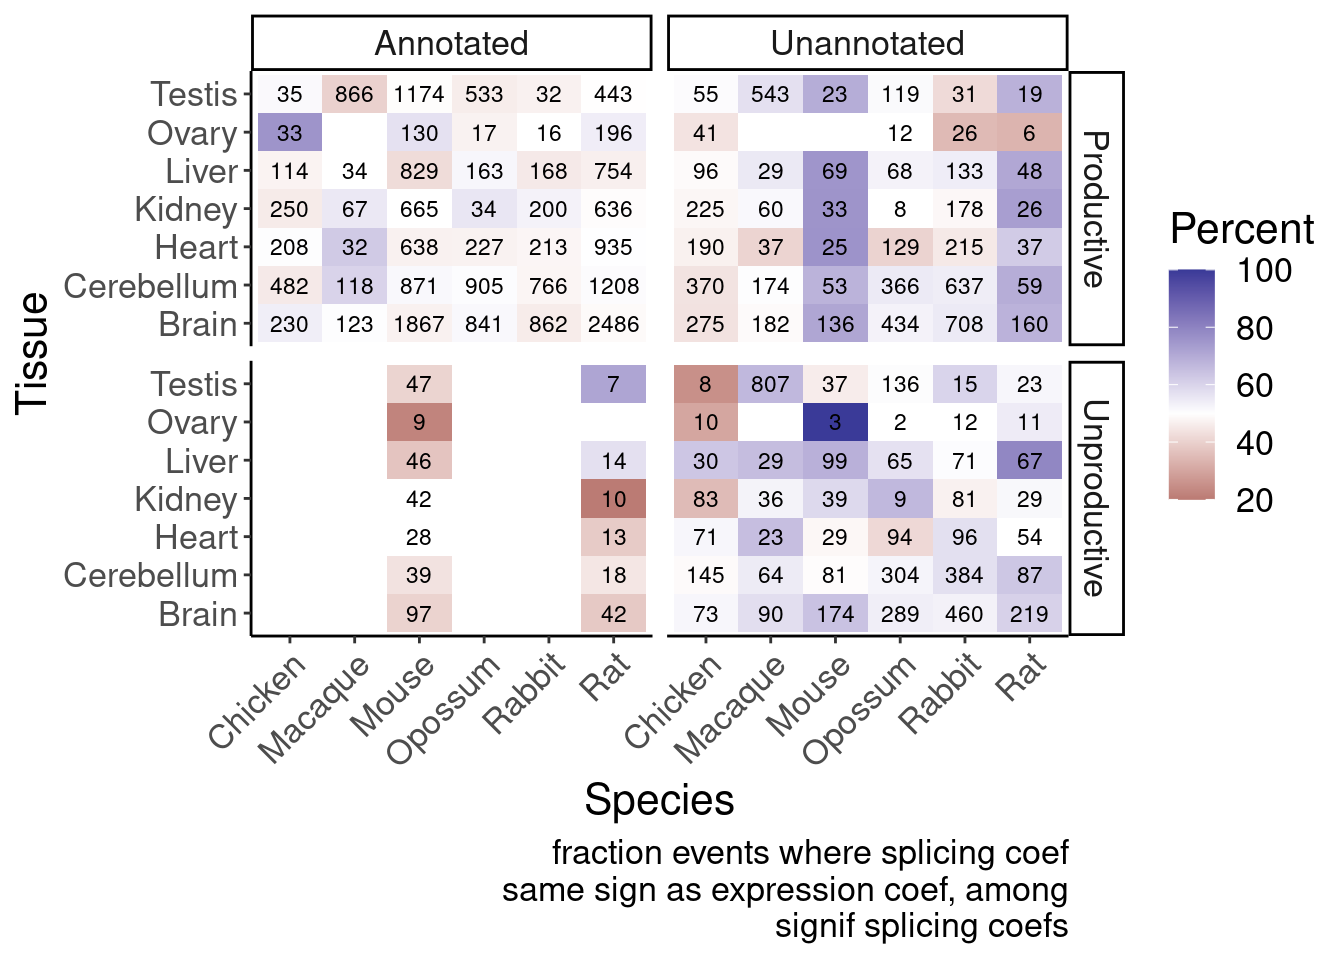 Annotated Unannotated
Testis 35 866 1174 533 32 443 55 543 23 119 31 19
Ovary 33 130 17 16 196 41 12 26 6
Liver 114 34 829 163 168 754 96 29 69 68 133 48
Kidney 250 67 665 34 200 636 225 60 33 8 178 26
Heart 208 32 638 227 213 935 190 37 25 129 215 37
Cerebellum 482 118 871 905 766 1208 370 174 53 366 637 59
Brain 230 123 1867 841 862 2486 275 182 136 434 708 160
Productive
Testis 47 7 8 807 37 136 15 23
Ovary 9 10 3 2 12 11
Liver 46 14 30 29 99 65 71 67
Kidney 42 10 83 36 39 9 81 29
Heart 28 13 71 23 29 94 96 54
Cerebellum 39 18 145 64 81 304 384 87
Brain 97 42 73 90 174 289 460 219
Unproductive
Tissue
Chicken Macaque Mouse Opossum Rabbit Rat Chicken Macaque Mouse Opossum Rabbit Rat
Species
Percent
100
80
60
40
20
fraction events where splicing coef
same sign as expression coef, among
signif splicing coefs